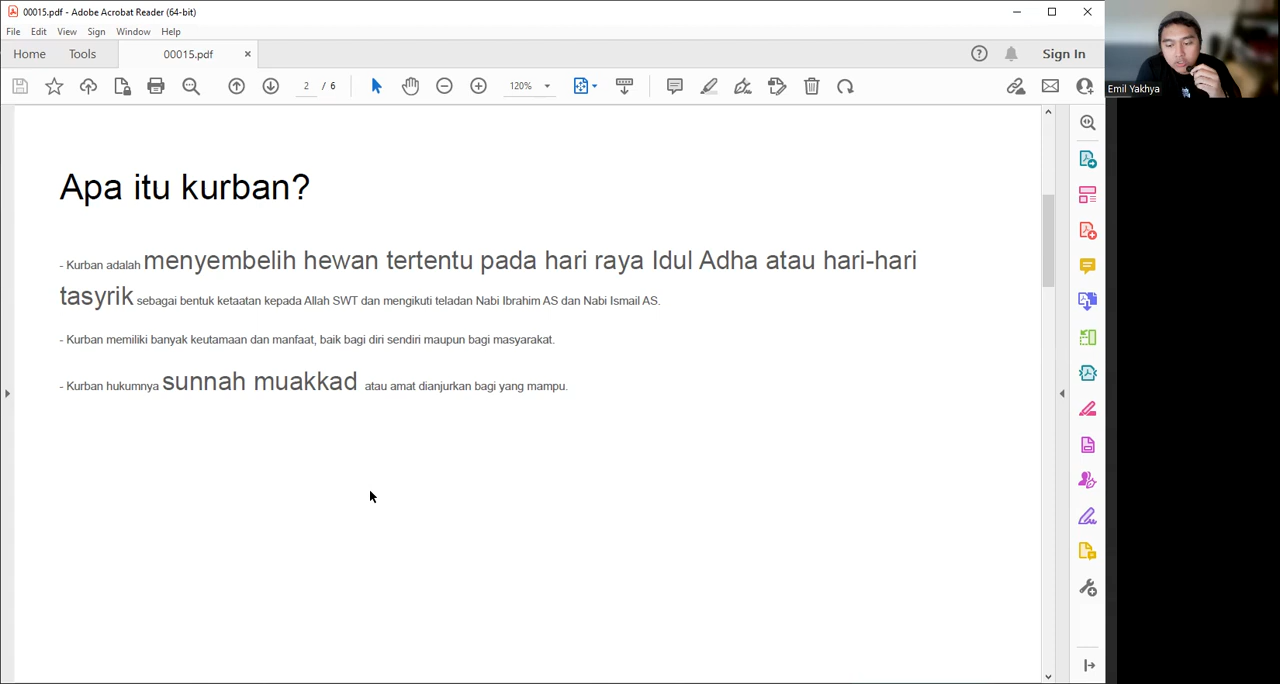 00015.pdf - Adobe Acrobat Reader (64-bit)
File Edit View Sign Window Help
Home Tools 00015.pdf × Sign In
2 / 6 120%
Emil Yakhya
Apa itu kurban?
- Kurban adalah menyembelih hewan tertentu pada hari raya Idul Adha atau hari-hari
tasyrik sebagai bentuk ketaatan kepada Allah SWT dan mengikuti teladan Nabi Ibrahim AS dan Nabi Ismail AS.
- Kurban memiliki banyak keutamaan dan manfaat, baik bagi diri sendiri maupun bagi masyarakat.
- Kurban hukumnya sunnah muakkad atau amat dianjurkan bagi yang mampu.